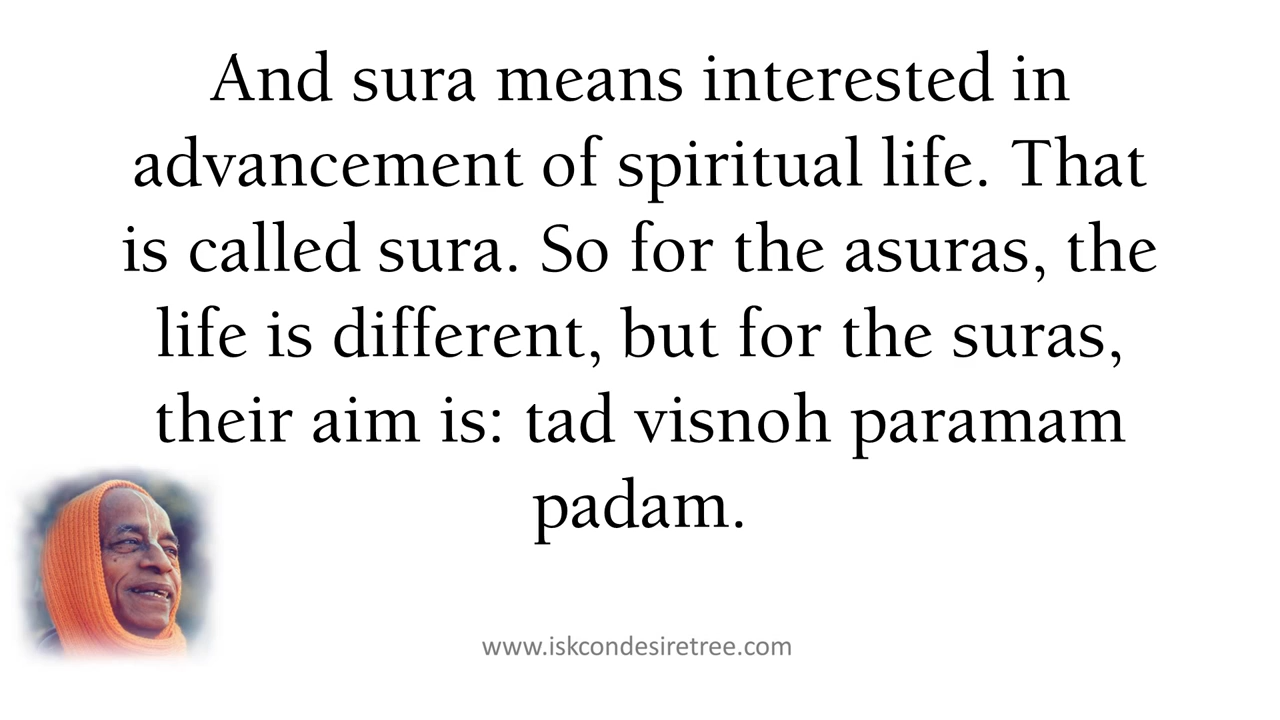 And sura means interested in
advancement of spiritual life. That
is called sura. So for the asuras, the
life is different, but for the suras,
their aim is: tad visnoh paramam
padam.
www.iskcondesiretree.com